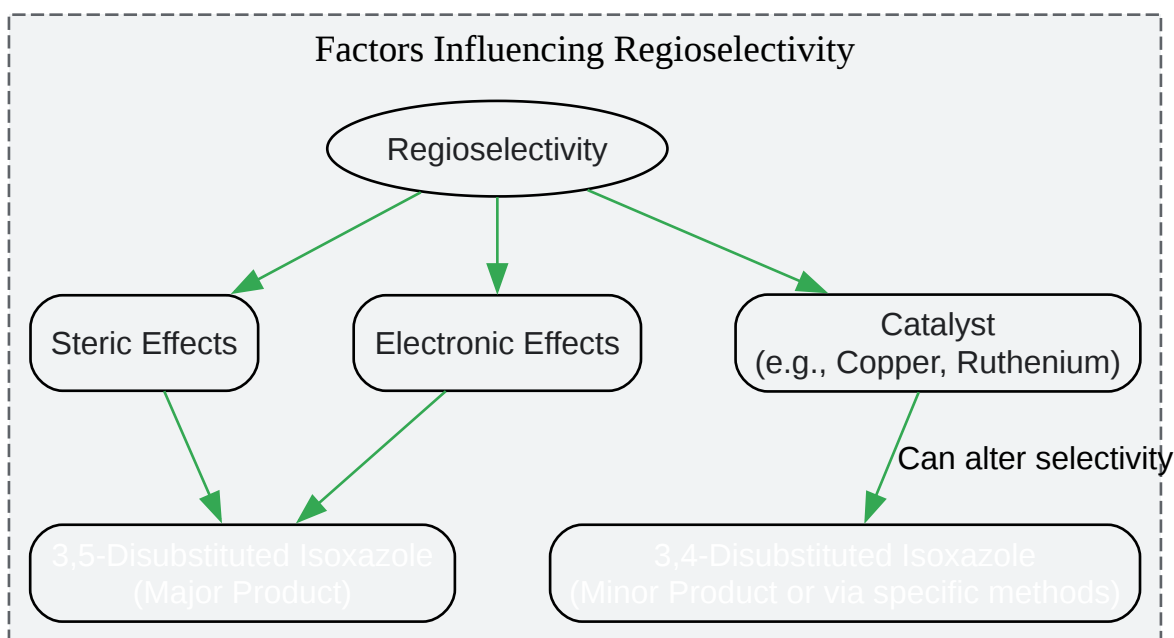 Factors Influencing Regioselectivity
Regioselectivity
Steric Effects
Electronic Effects
Catalyst
(e.g., Copper, Ruthenium)
Can alter selectivity
3,5-Disubstituted Isoxazole
(Major Product)
3,4-Disubstituted Isoxazole
(Minor Product or via specific methods)